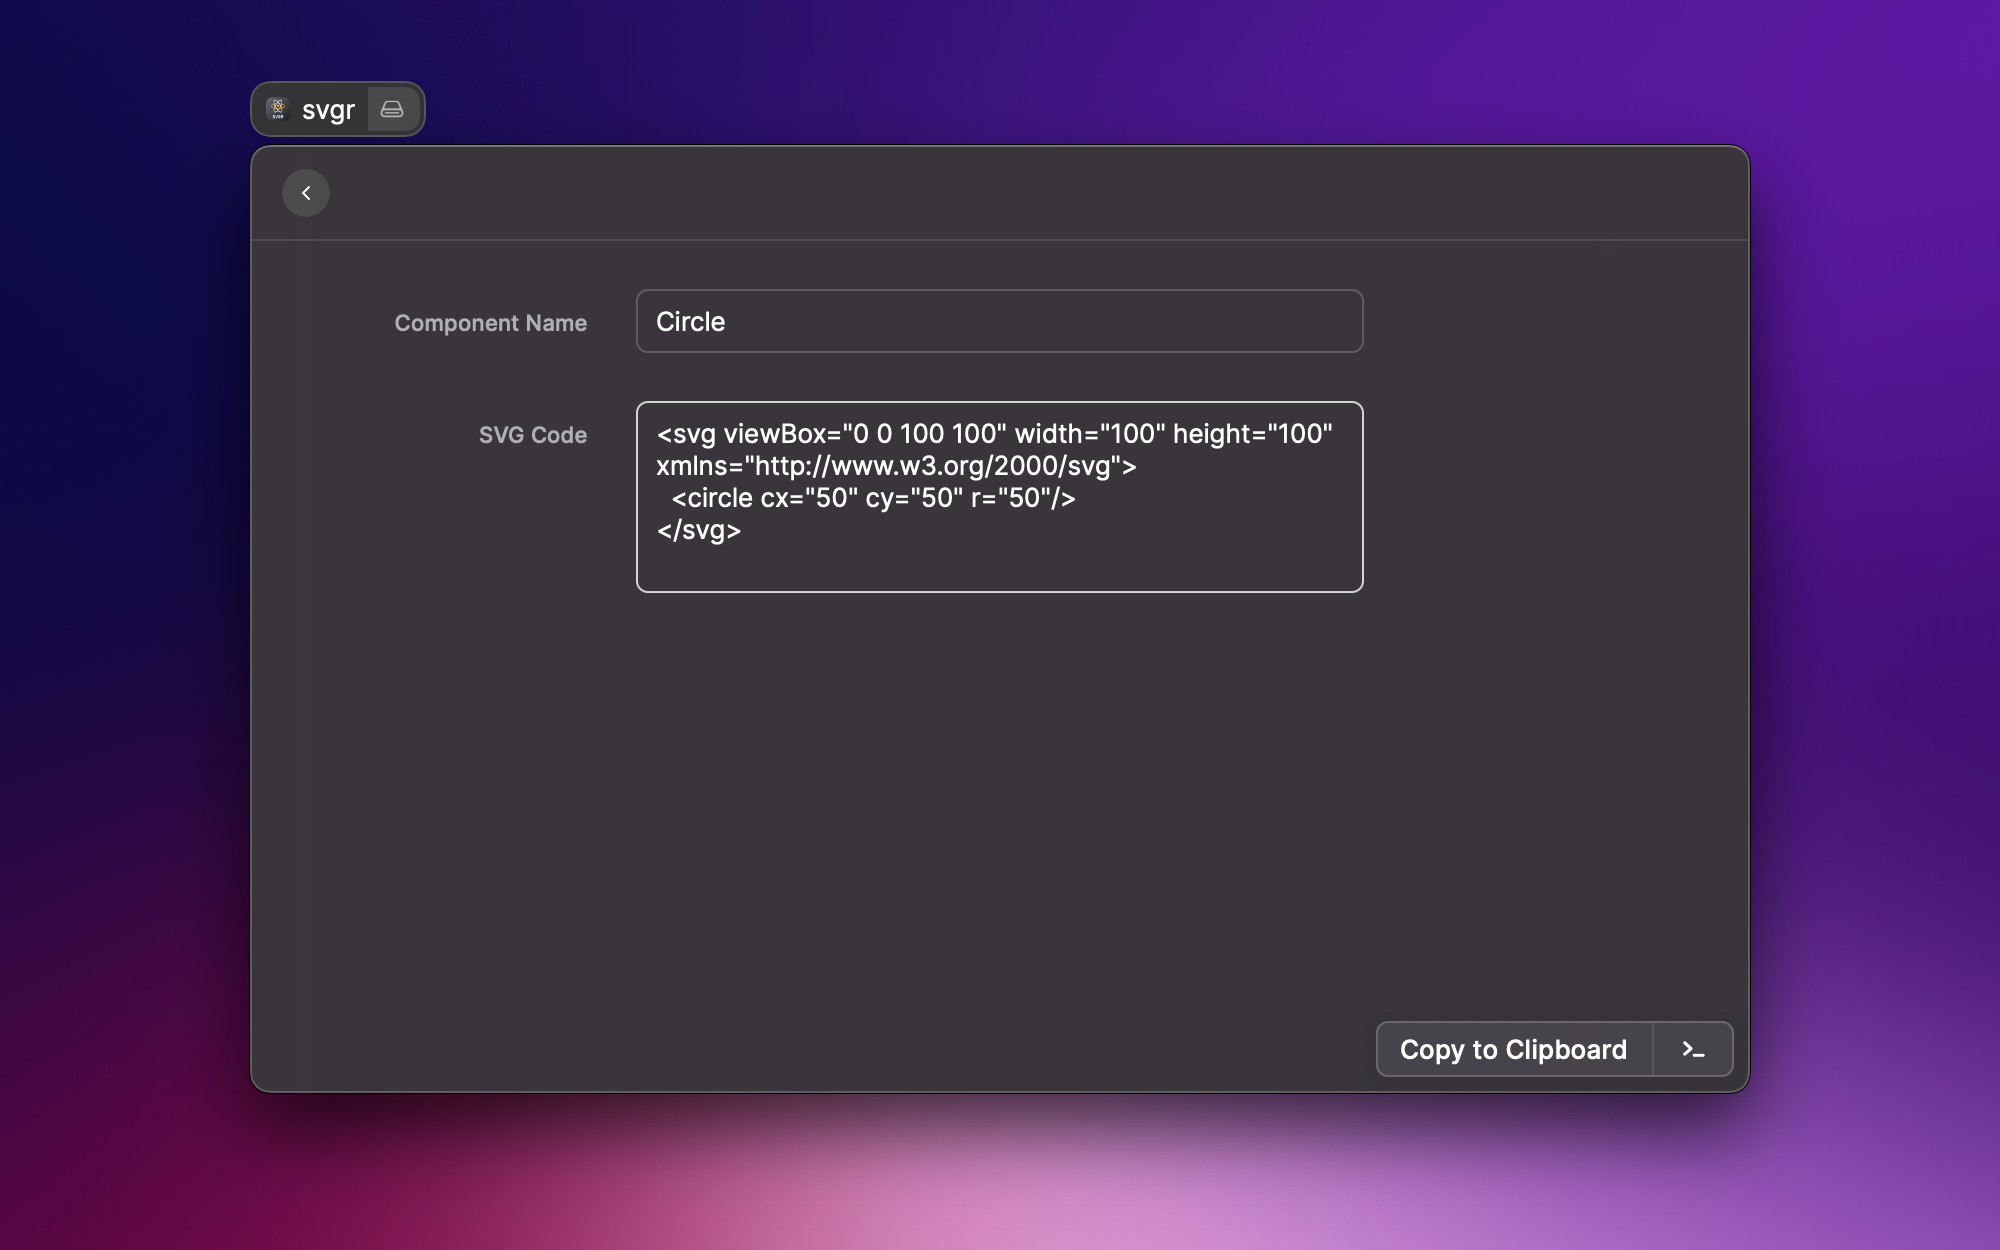 svgr
Component Name
Circle
SVG Code
<svg viewBox="0 0 100 100" width="100" height="100"
xmlns="http://www.w3.org/2000/svg">
  <circle cx="50" cy="50" r="50"/>
</svg>
Copy to Clipboard